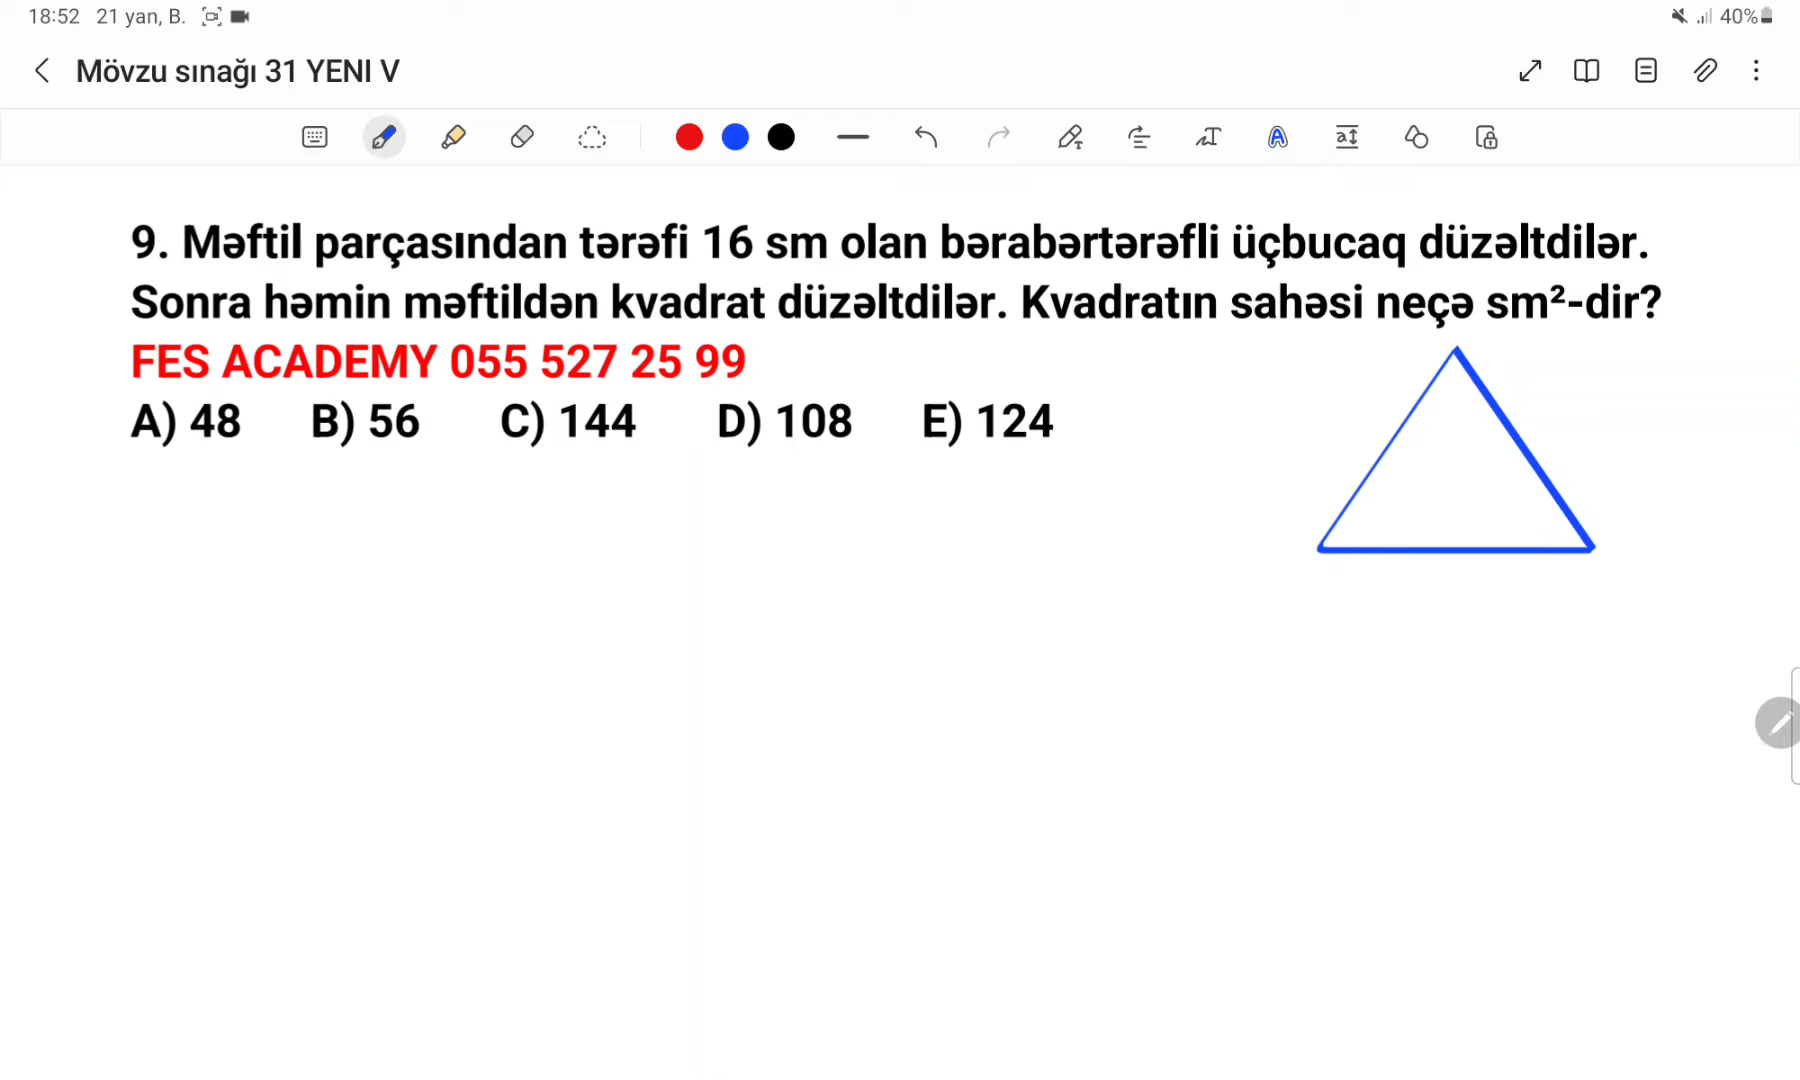 18:52 21 yan, B. 40%
Mövzu sınağı 31 YENI V
9. Məftil parçasından tərəfi 16 sm olan bərabərtərəfli üçbucaq düzəltdilər.
Sonra həmin məftildən kvadrat düzəltdilər. Kvadratın sahəsi neçə sm²-dir?
FES ACADEMY 055 527 25 99
A) 48 B) 56 C) 144 D) 108 E) 124